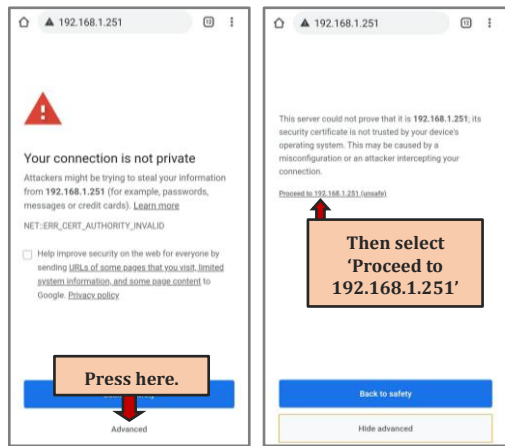 192.168.1.251
12
Your connection is not private
Attackers might be trying to steal your information
from 192.168.1.251 (for example, passwords,
messages or credit cards). Learn more
NET::ERR_CERT_AUTHORITY_INVALID
Help improve security on the web for everyone by
sending URLs of some pages that you visit, limited
system information, and some page content to
Google. Privacy policy
Press here.
Advanced
192.168.1.251
12
This server could not prove that it is 192.168.1.251; its
security certificate is not trusted by your device's
operating system. This may be caused by a
misconfiguration or an attacker intercepting your
connection.
Proceed to 192.168.1.251 (unsafe)
Then select
‘Proceed to
192.168.1.251’
Back to safety
Hide advanced